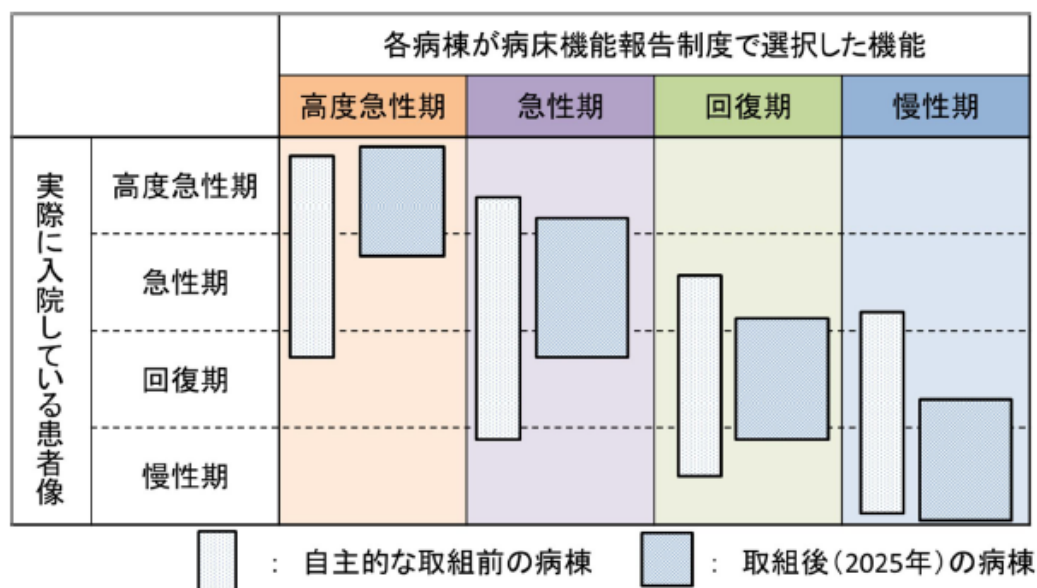 各病棟が病床機能報告制度で選択した機能
高度急性期
急性期
回復期
慢性期
実際に入院している患者像
高度急性期
急性期
回復期
慢性期
： 自主的な取組前の病棟
： 取組後（2025年）の病棟